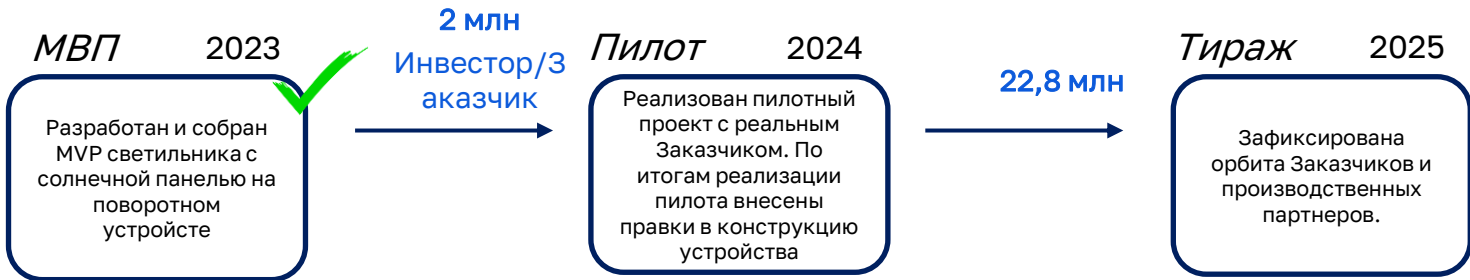 МВП 2023
Разработан и собран
MVP светильника с
солнечной панелью на
поворотном
устройсте
2 млн
Инвестор/З
аказчик
Пилот 2024
Реализован пилотный
проект с реальным
Заказчиком. По
итогам реализации
пилота внесены
правки в конструкцию
устройства
22,8 млн
Тираж 2025
Зафиксирована
орбита Заказчиков и
производственных
партнеров.